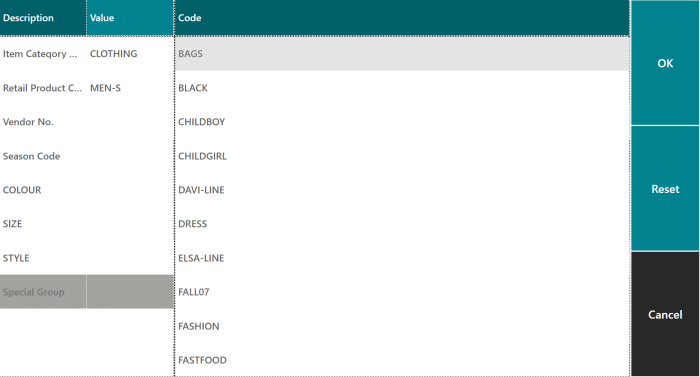 Description Value Code
Item Category ... CLOTHING BAGS
OK
Retail Product C... MEN-S BLACK
Vendor No. CHILDBOY
Season Code CHILDGIRL
COLOUR DAVI-LINE
Reset
SIZE DRESS
STYLE ELSA-LINE
Special Group FALL07
Cancel
FASHION
FASTFOOD